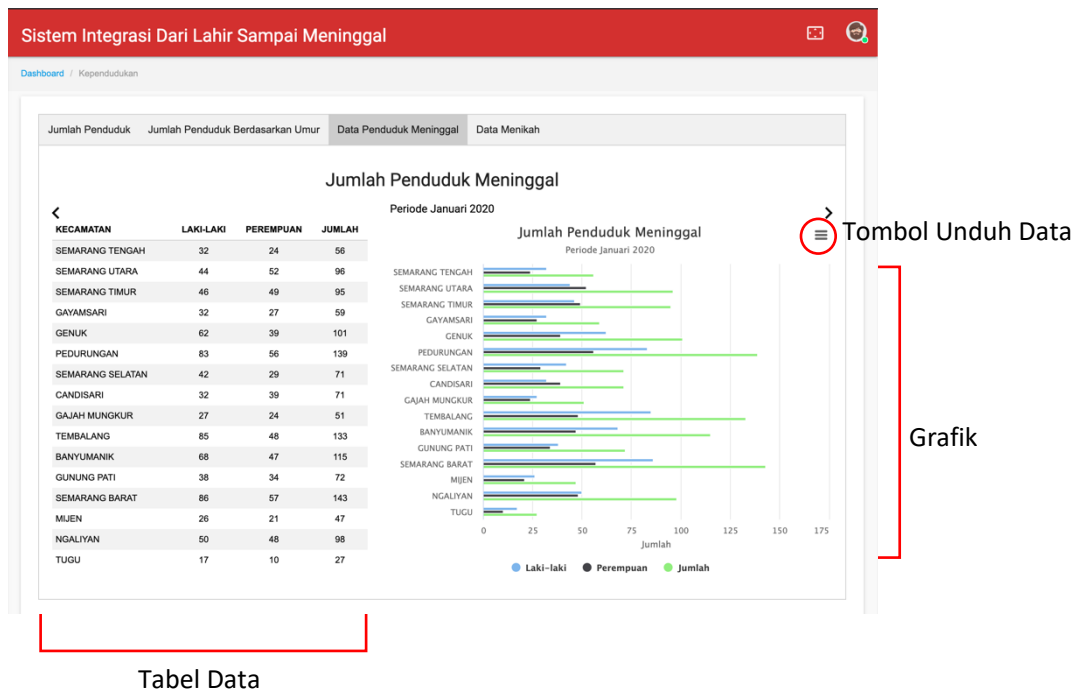 Sistem Integrasi Dari Lahir Sampai Meninggal
Dashboard / Kependudukan
Jumlah Penduduk Jumlah Penduduk Berdasarkan Umur Data Penduduk Meninggal Data Menikah
Jumlah Penduduk Meninggal
Periode Januari 2020
KECAMATAN LAKI-LAKI PEREMPUAN JUMLAH
SEMARANG TENGAH 32 24 56
SEMARANG UTARA 44 52 96
SEMARANG TIMUR 46 49 95
GAYAMSARI 32 27 59
GENUK 62 39 101
PEDURUNGAN 83 56 139
SEMARANG SELATAN 42 29 71
CANDISARI 32 39 71
GAJAH MUNGKUR 27 24 51
TEMBALANG 85 48 133
BANYUMANIK 68 47 115
GUNUNG PATI 38 34 72
SEMARANG BARAT 86 57 143
MIJEN 26 21 47
NGALIYAN 50 48 98
TUGU 17 10 27
Jumlah Penduduk Meninggal
Periode Januari 2020
SEMARANG TENGAH
SEMARANG UTARA
SEMARANG TIMUR
GAYAMSARI
GENUK
PEDURUNGAN
SEMARANG SELATAN
CANDISARI
GAJAH MUNGKUR
TEMBALANG
BANYUMANIK
GUNUNG PATI
SEMARANG BARAT
MIJEN
NGALIYAN
TUGU
0 25 50 75 100 125 150 175
Jumlah
Laki-laki Perempuan Jumlah
Tombol Unduh Data
Grafik
Tabel Data